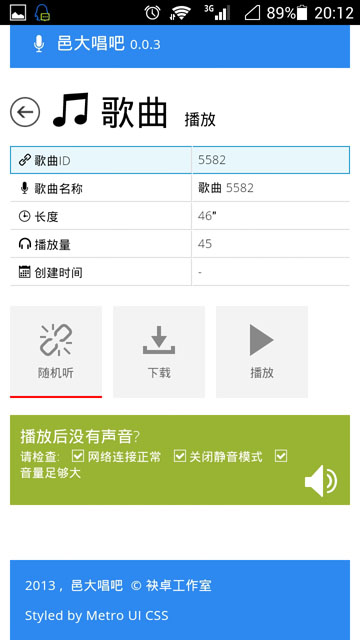 3G 89% 20:12
邑大唱吧 0.0.3
歌曲 播放
歌曲ID 5582
歌曲名称 歌曲 5582
长度 46"
播放量 45
创建时间 -
随机听 下载 播放
播放后没有声音?
请检查: 网络连接正常 关闭静音模式
音量足够大
2013 , 邑大唱吧 © 袂卓工作室
Styled by Metro UI CSS